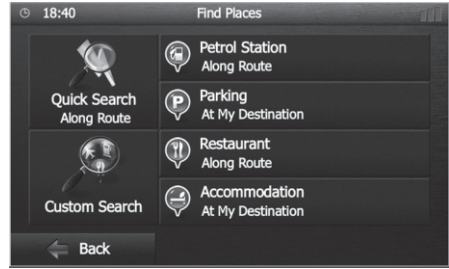 18:40 Find Places
Quick Search
Along Route
Custom Search
Petrol Station
Along Route
Parking
At My Destination
Restaurant
Along Route
Accommodation
At My Destination
Back